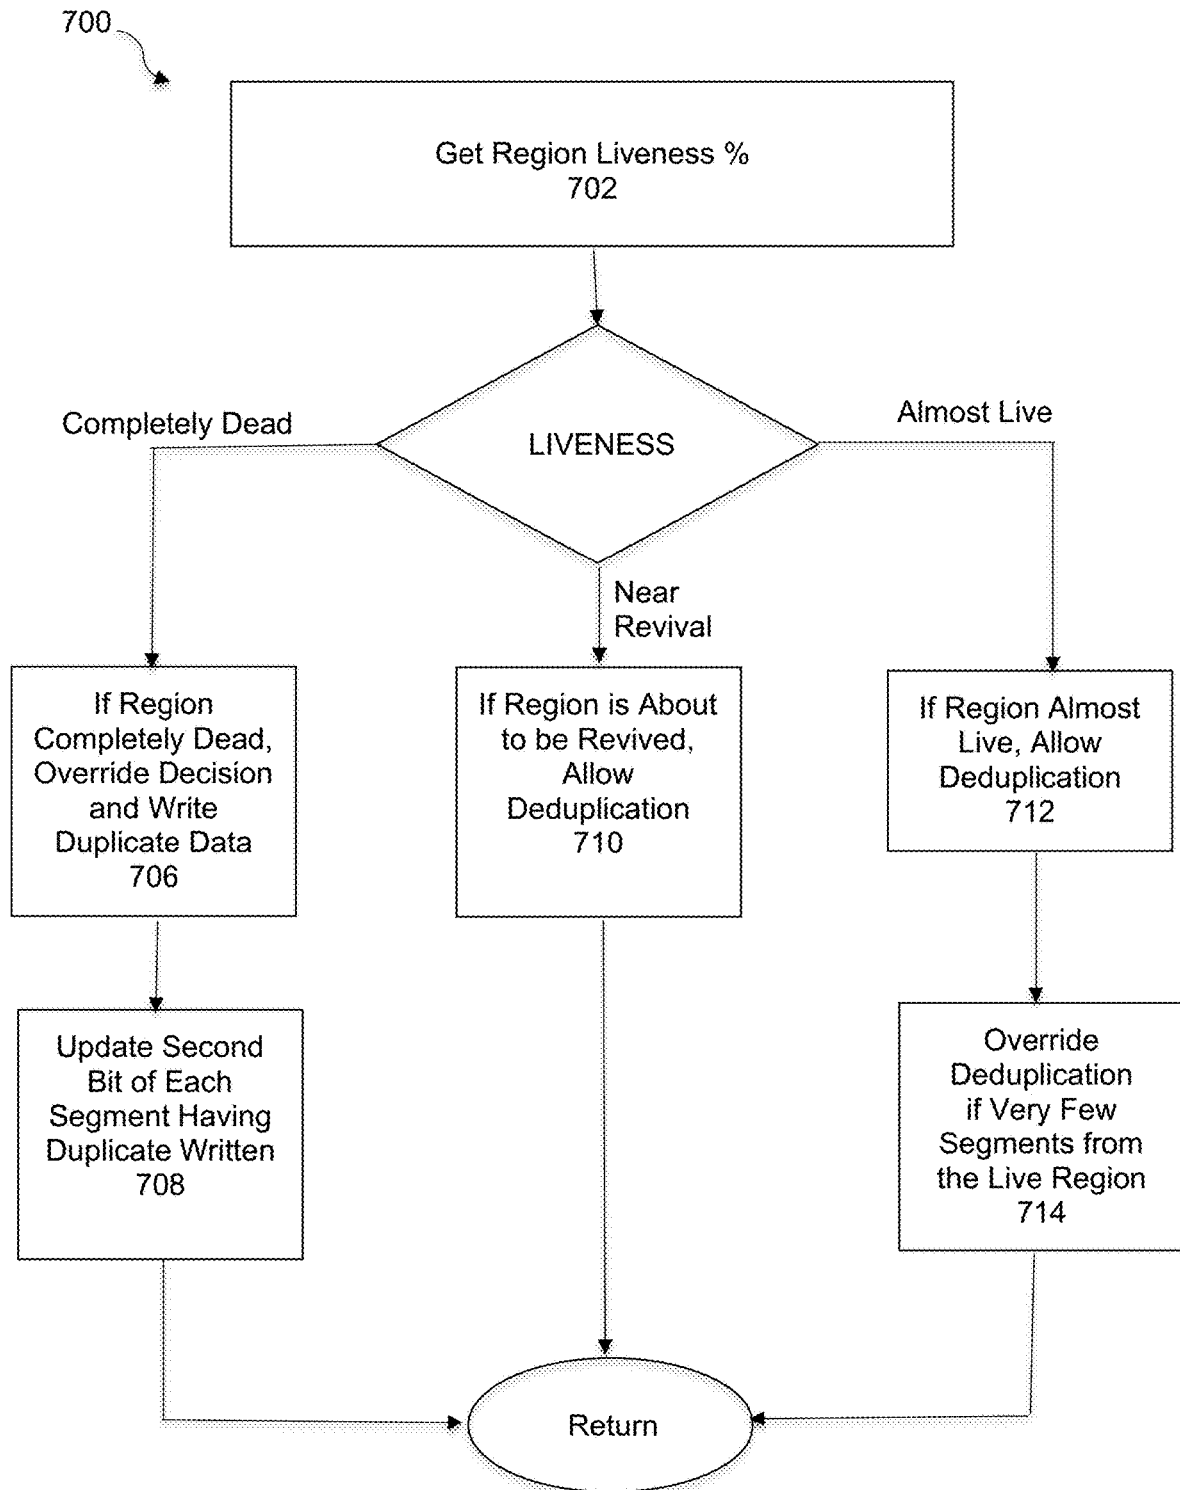 700
Get Region Liveness %
702
Completely Dead
LIVENESS
Almost Live
Near
Revival
If Region
Completely Dead,
Override Decision
and Write
Duplicate Data
706
If Region is About
to be Revived,
Allow
Deduplication
710
If Region Almost
Live, Allow
Deduplication
712
Update Second
Bit of Each
Segment Having
Duplicate Written
708
Override
Deduplication
if Very Few
Segments from
the Live Region
714
Return